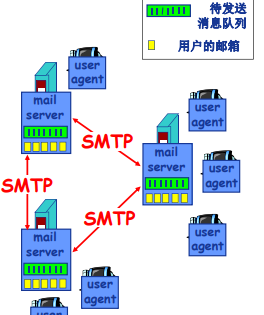 待发送
消息队列
用户的邮箱
user
agent
mail
server
user
agent
SMTP
mail
server
user
agent
SMTP
SMTP
user
agent
mail
server
user
agent
user